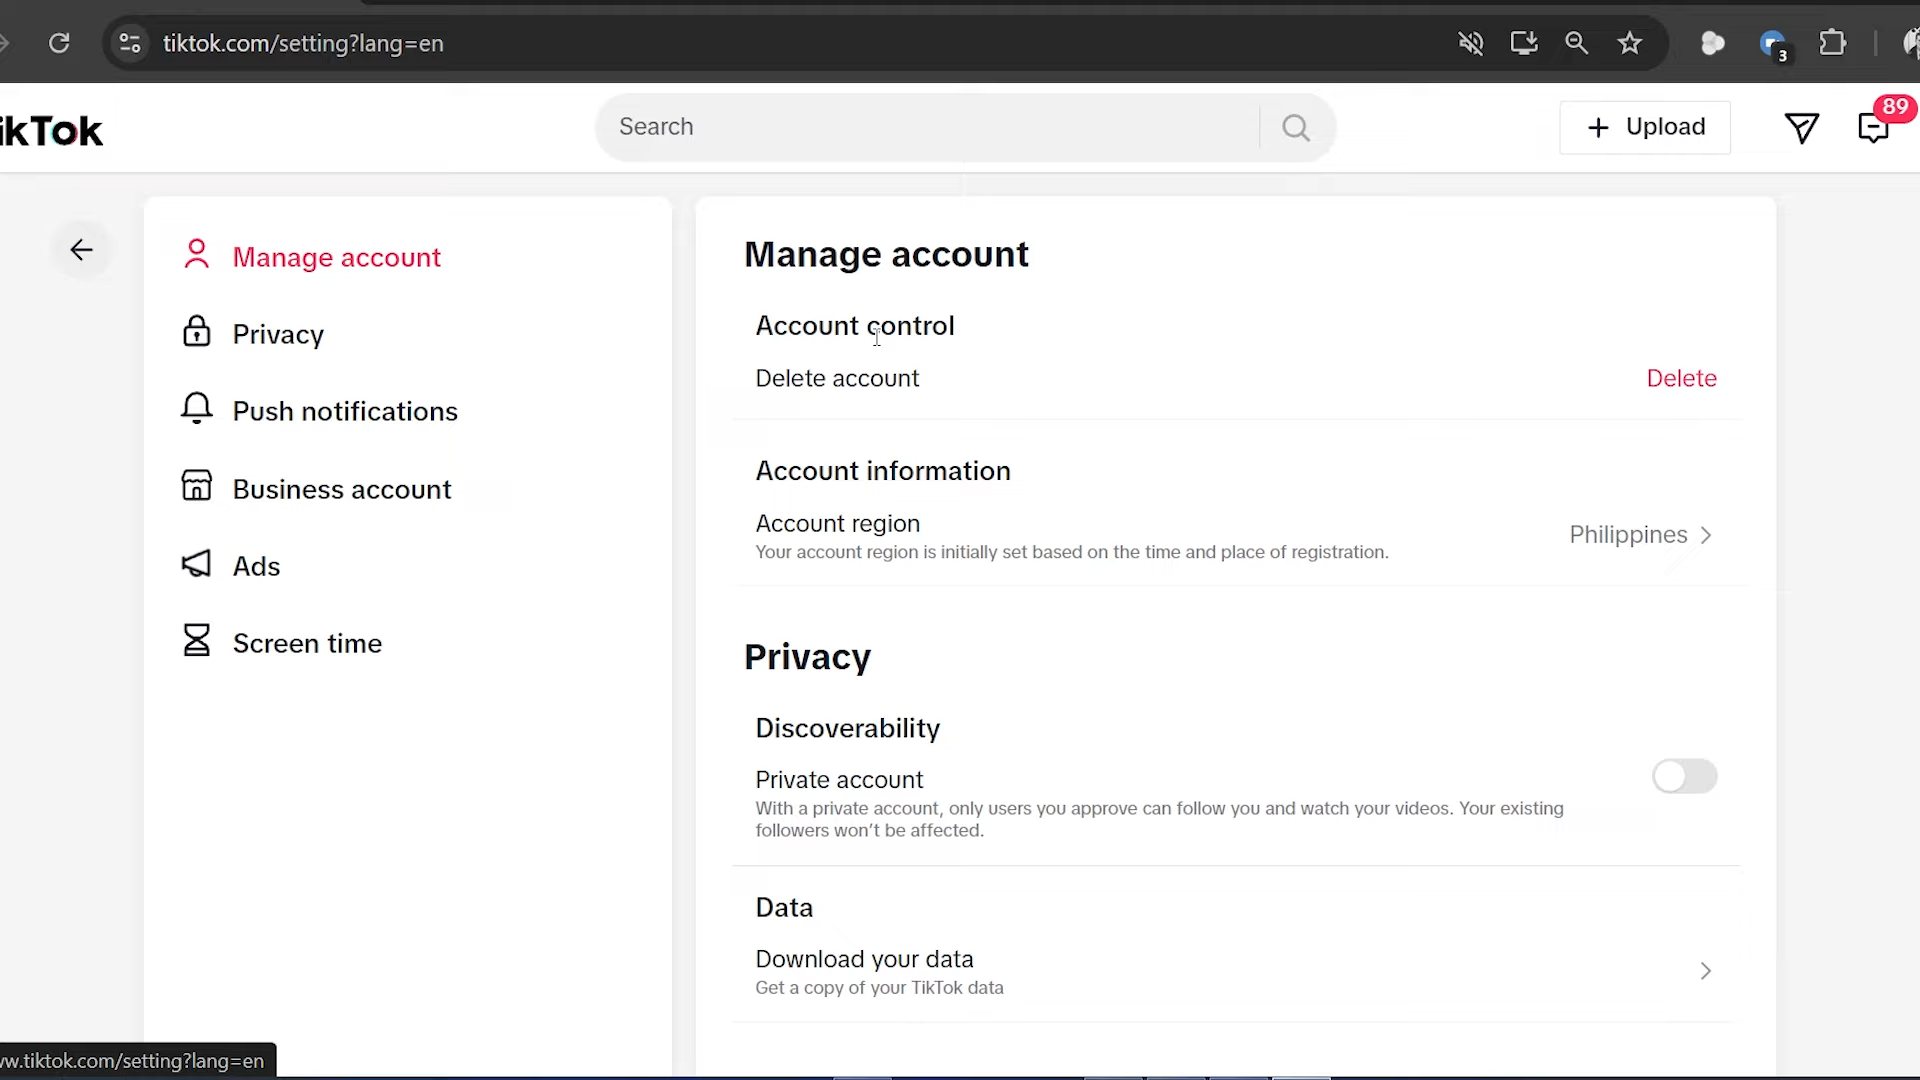 tiktok.com/setting?lang=en
3
ikTok
Search
Upload
89
Manage account
Privacy
Push notifications
Business account
Ads
Screen time
Manage account
Account control
Delete account
Delete
Account information
Account region
Your account region is initially set based on the time and place of registration.
Philippines
Privacy
Discoverability
Private account
With a private account, only users you approve can follow you and watch your videos. Your existing
followers won't be affected.
Data
Download your data
Get a copy of your TikTok data
w.tiktok.com/setting?lang=en